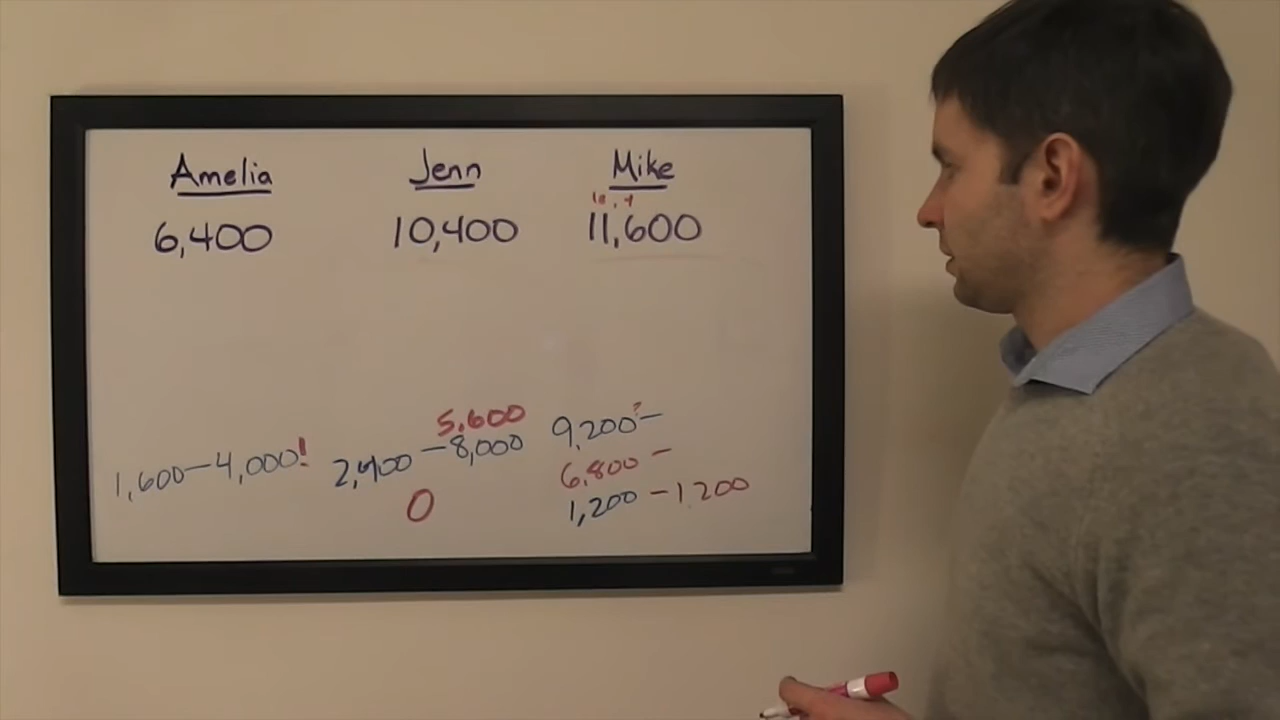 Amelia Jenn Mike
6,400 10,400 11,600
5,600
9,200?-
1,600-4,000! 2,400-8,000
6,800 -
0
1,200 - 1,200